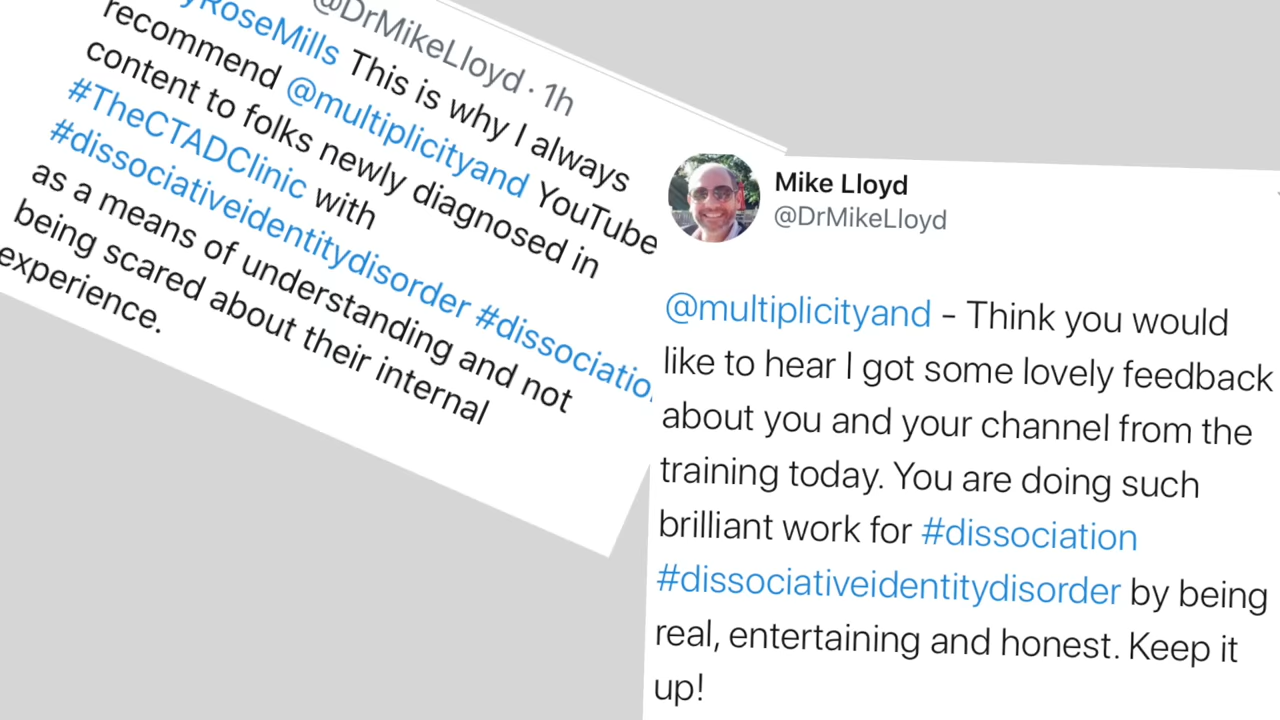 @DrMikeLloyd · 1h
This is why I always
recommend @multiplicityand YouTube
content to folks newly diagnosed in
#TheCTADClinic with
#dissociativeidentitydisorder
as a means of understanding and not
being scared about their internal
experience.
Mike Lloyd
@DrMikeLloyd
@multiplicityand – Think you would
like to hear I got some lovely feedback
about you and your channel from the
training today. You are doing such
brilliant work for #dissociation
#dissociativeidentitydisorder by being
real, entertaining and honest. Keep it
up!